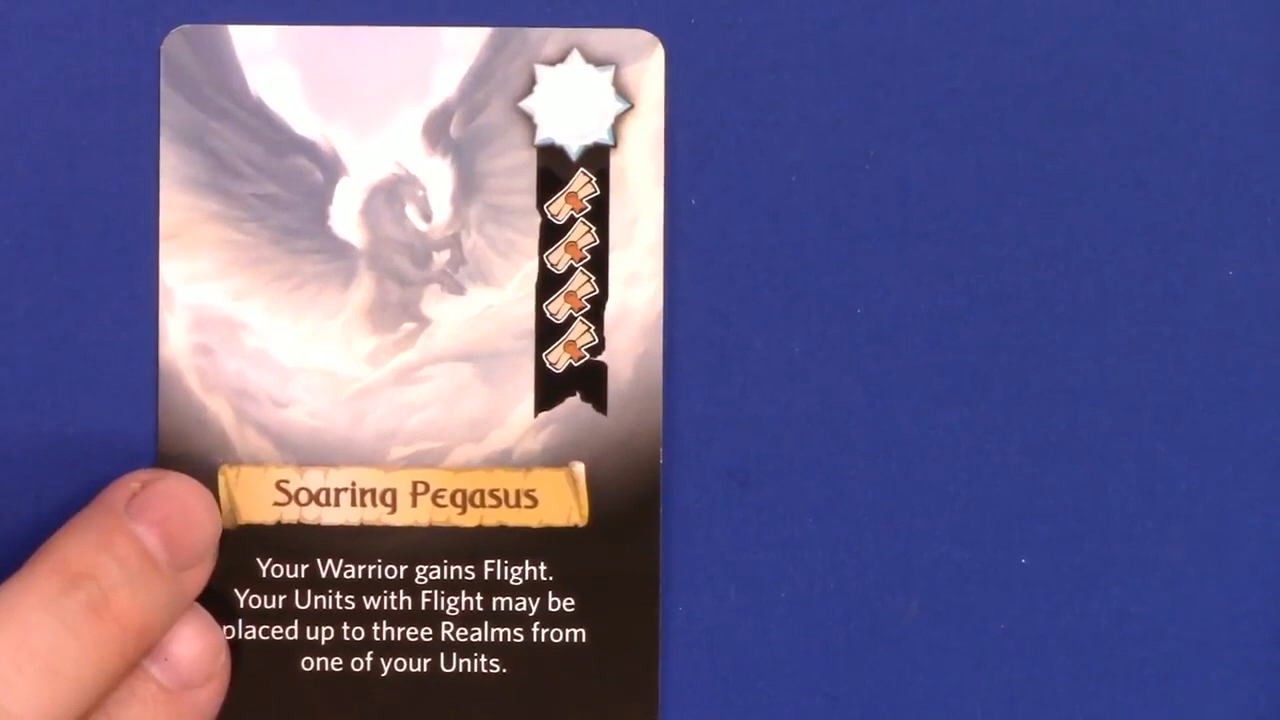 Soaring Pegasus
Your Warrior gains Flight.
Your Units with Flight may be
placed up to three Realms from
one of your Units.